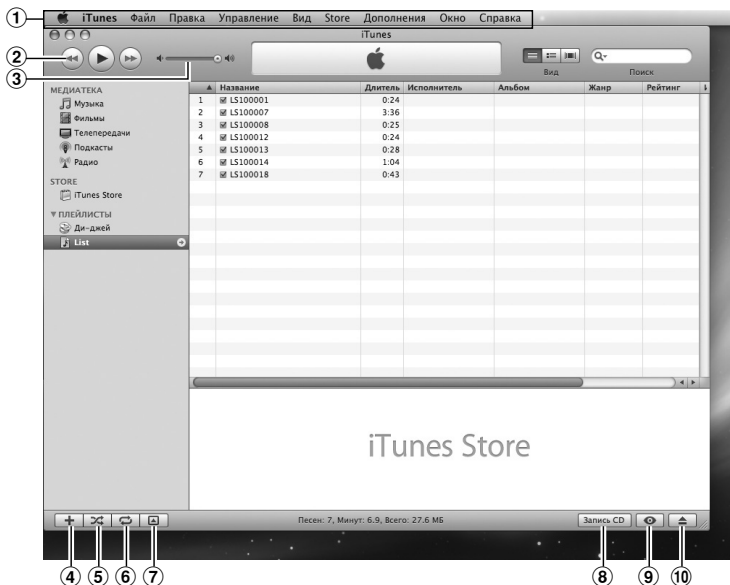 ① iTunes Файл Правка Управление Вид Store Дополнения Окно Справка
iTunes
②
③
Вид Поиск
МЕДИАТЕКА
Музыка
Фильмы
Телепередачи
Подкасты
Радио
STORE
iTunes Store
ПЛЕЙЛИСТЫ
Ди-джей
List
Название Длитель Исполнитель Альбом Жанр Рейтинг
1 LS100001 0:24
2 LS100007 3:36
3 LS100008 0:25
4 LS100012 0:24
5 LS100013 0:28
6 LS100014 1:04
7 LS100018 0:43
iTunes Store
Песен: 7, Минут: 6.9, Всего: 27.6 МБ
Запись CD
④ ⑤ ⑥ ⑦ ⑧ ⑨ ⑩